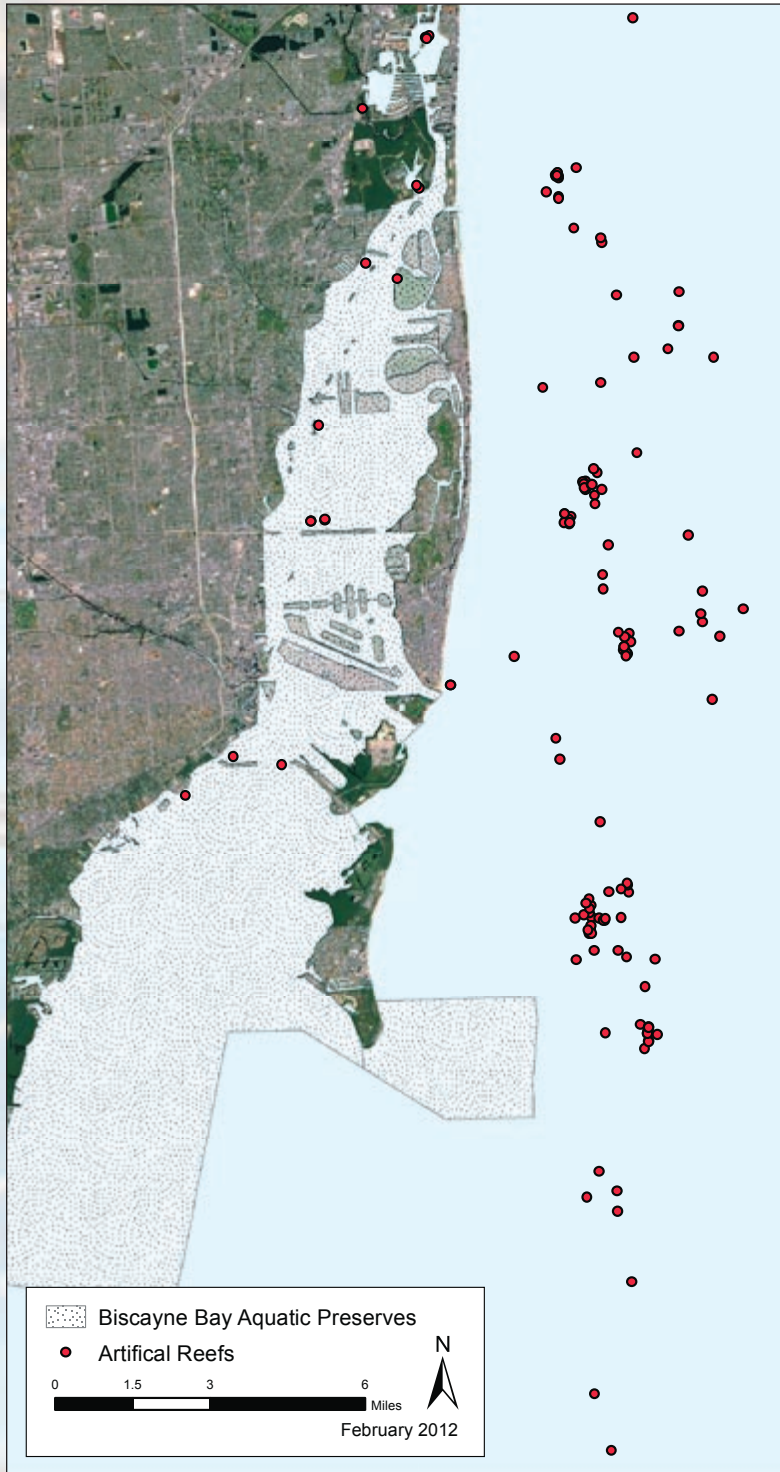 Biscayne Bay Aquatic Preserves
Artifical Reefs
N
0 1.5 3 6
Miles
February 2012